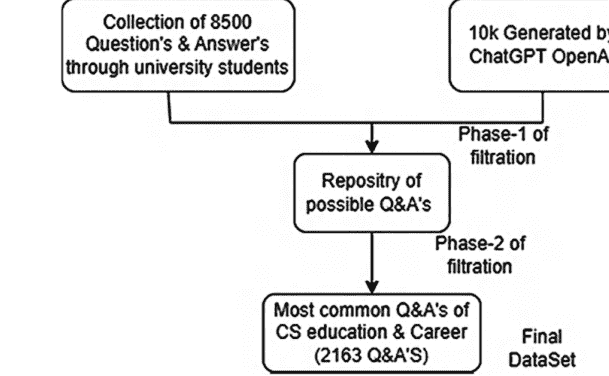 Collection of 8500
Question's & Answer's
through university students
10k Generated by
ChatGPT OpenA
Phase-1 of
filtration
Repositry of
possible Q&A's
Phase-2 of
filtration
Most common Q&A's of
CS education & Career
(2163 Q&A'S)
Final
DataSet